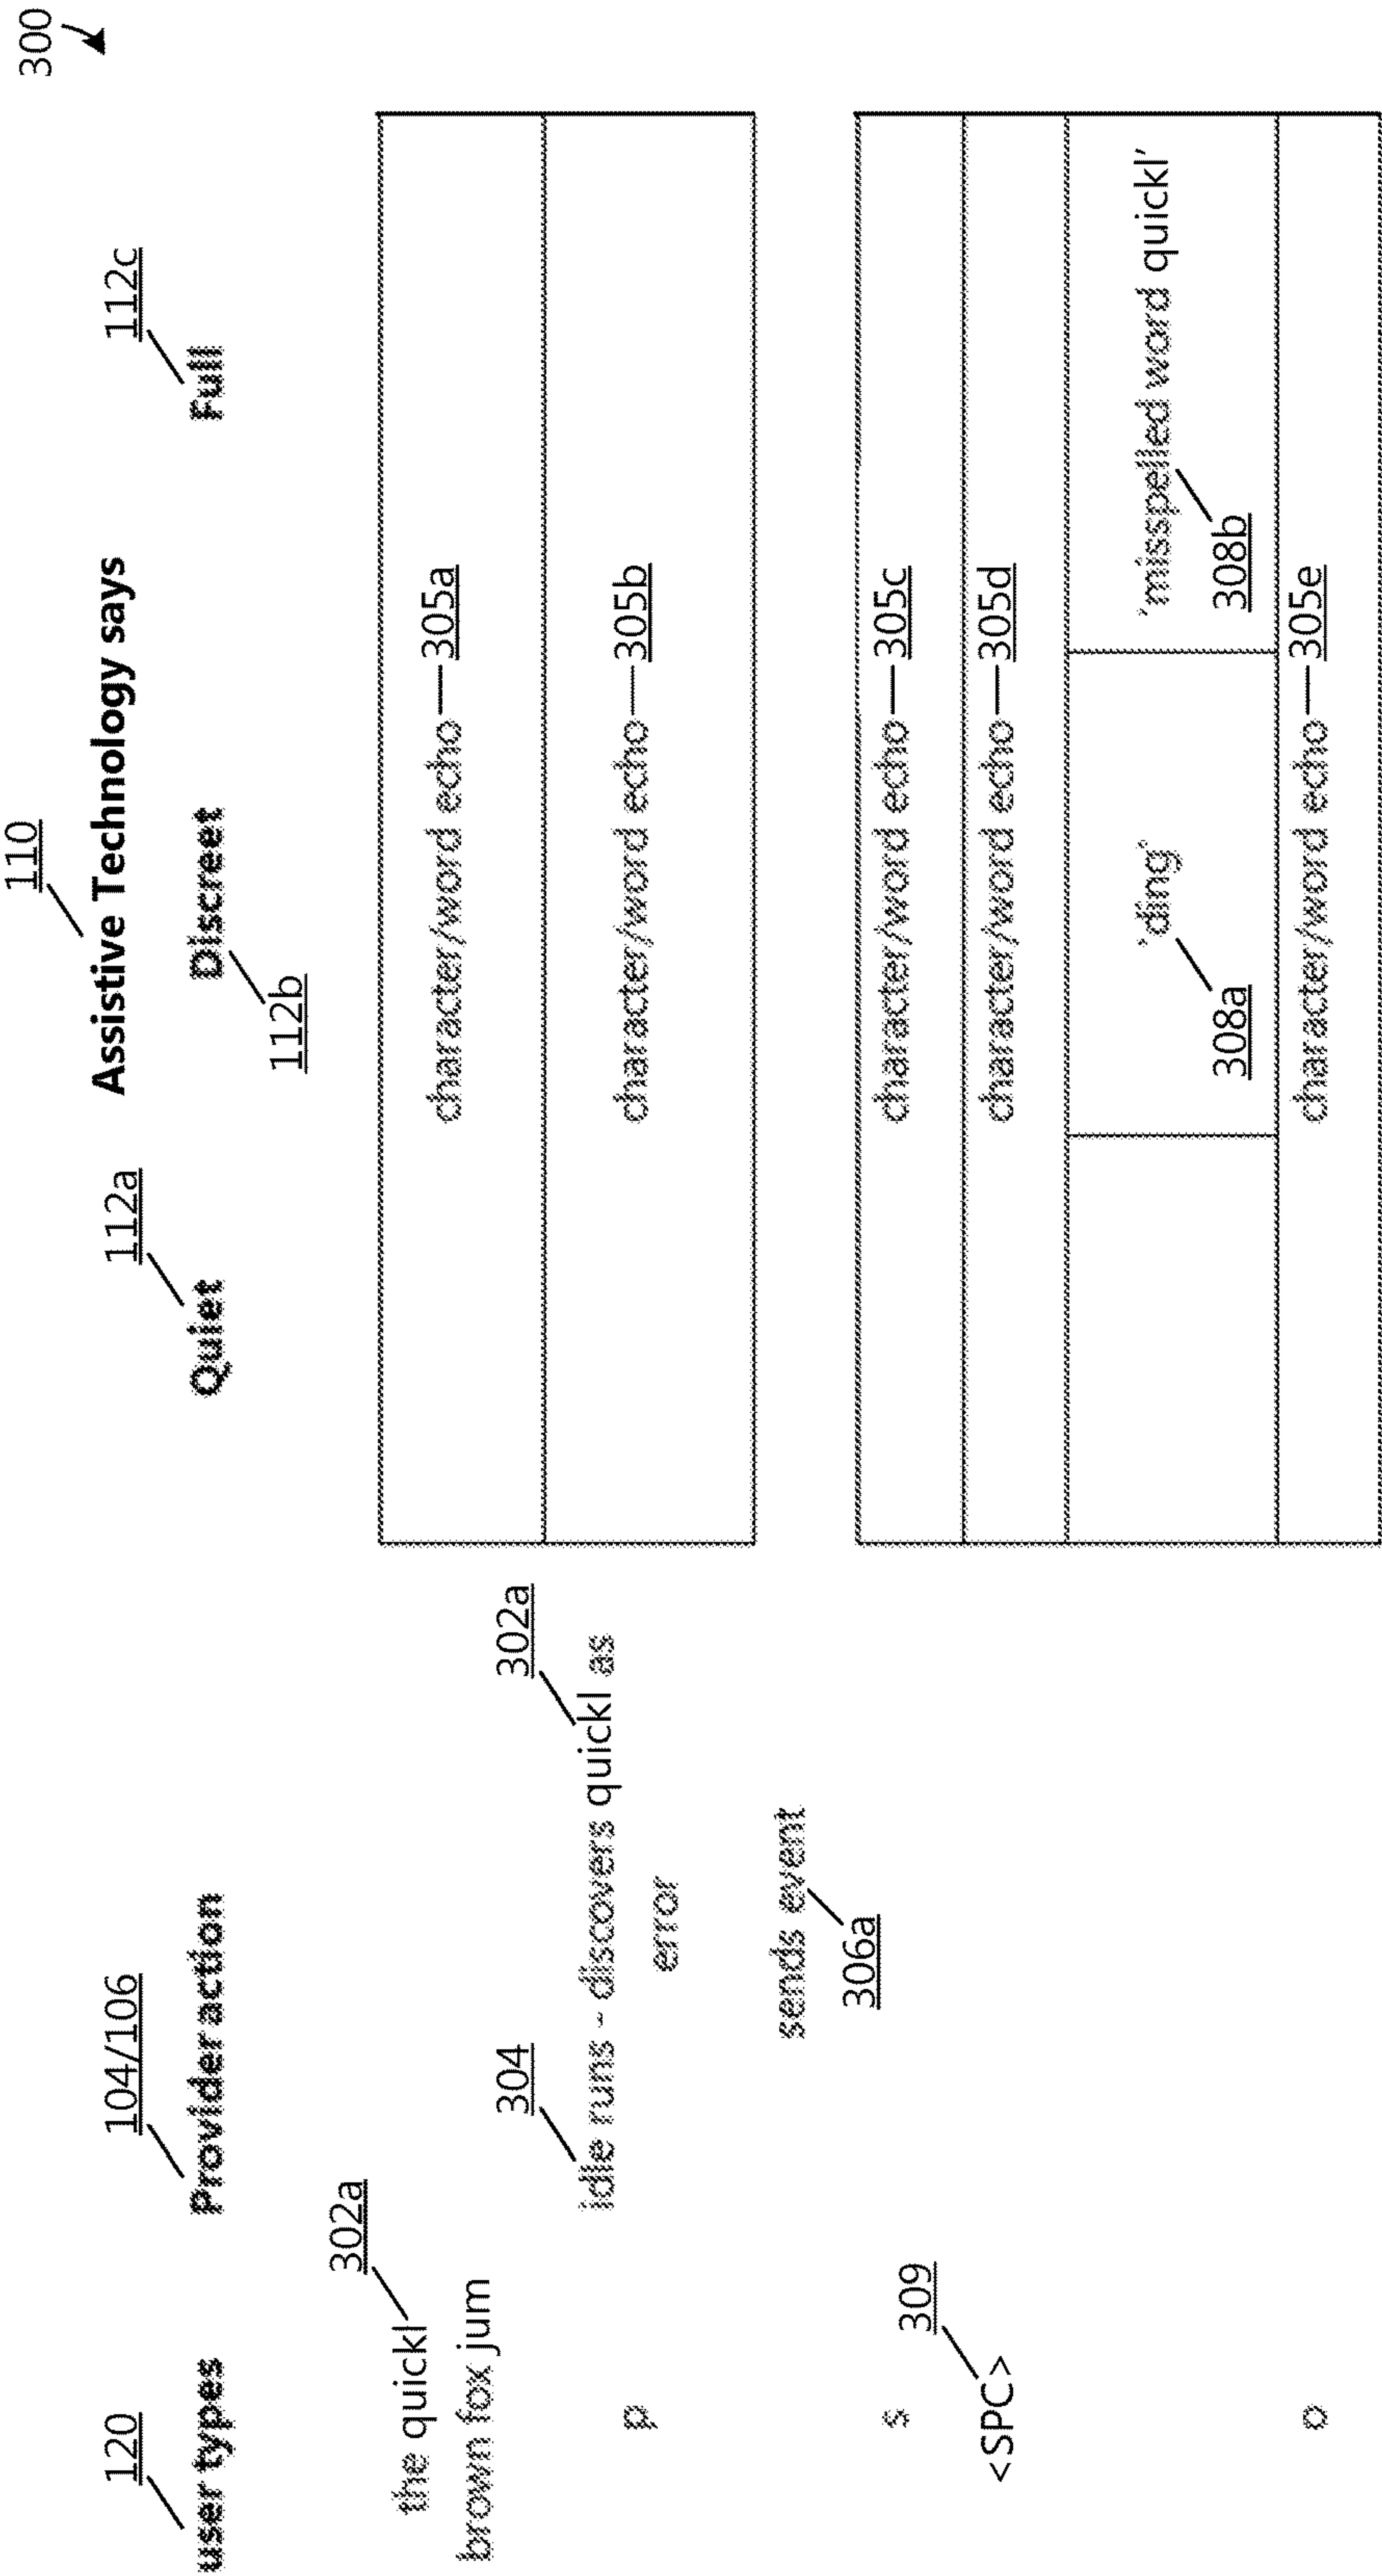 300
110
Assistive Technology says
120
104/106
112a
112c
user types
Provider action
Quiet
Discreet
Full
112b
302a
the quickl
brown fox jum
character/word echo
305a
304
302a
p
idle runs - discovers quickl as
error
character/word echo
305b
sends event
306a
s
character/word echo
305c
309
<SPC>
character/word echo
305d
'ding'
308a
'misspelled word quickl'
308b
o
character/word echo
305e